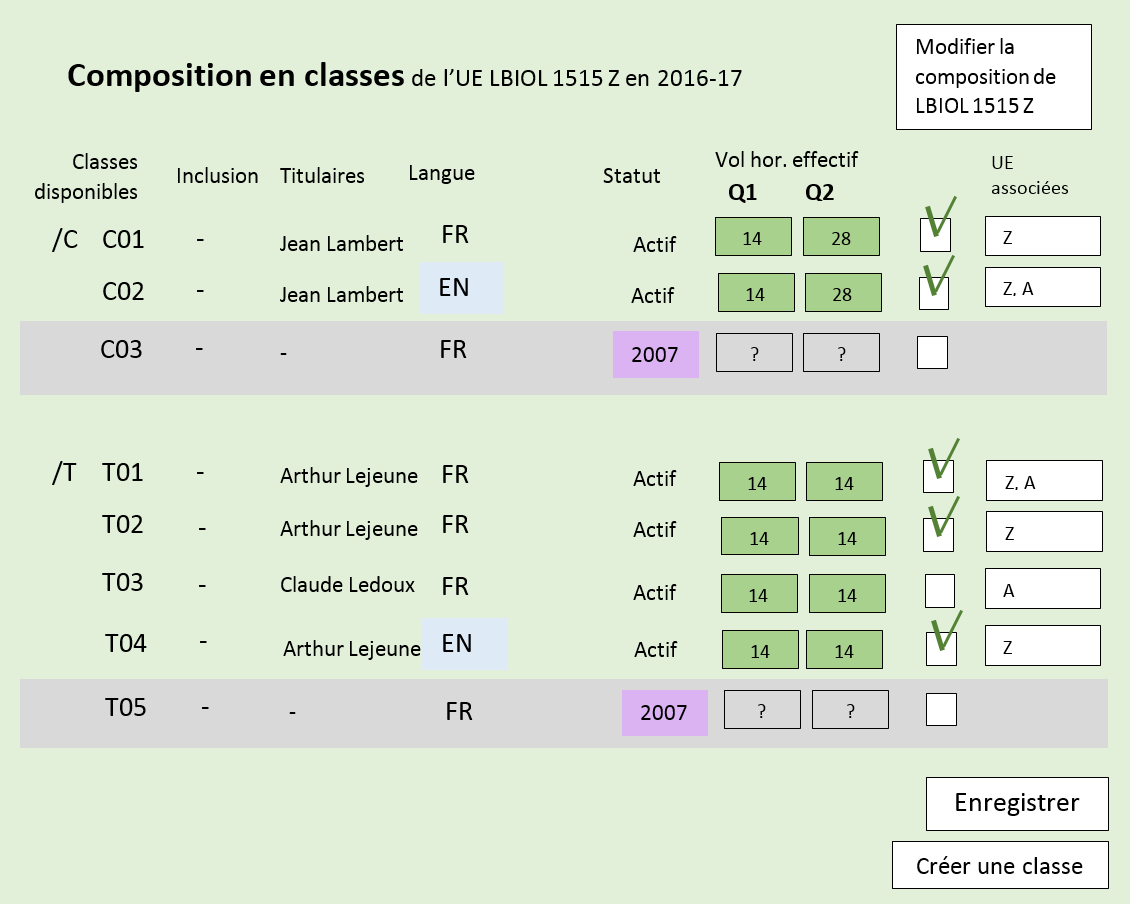 Modifier la
composition de
LBIOL 1515 Z
Composition en classes de l’UE LBIOL 1515 Z en 2016-17
Classes disponibles Inclusion Titulaires Langue Statut Vol hor. effectif UE associées
Q1 Q2
/C C01 - Jean Lambert FR Actif 14 28 Z
C02 - Jean Lambert EN Actif 14 28 Z, A
C03 - - FR 2007 ? ?
/T T01 - Arthur Lejeune FR Actif 14 14 Z, A
T02 - Arthur Lejeune FR Actif 14 14 Z
T03 - Claude Ledoux FR Actif 14 14 A
T04 - Arthur Lejeune EN Actif 14 14 Z
T05 - - FR 2007 ? ?
Enregistrer
Créer une classe